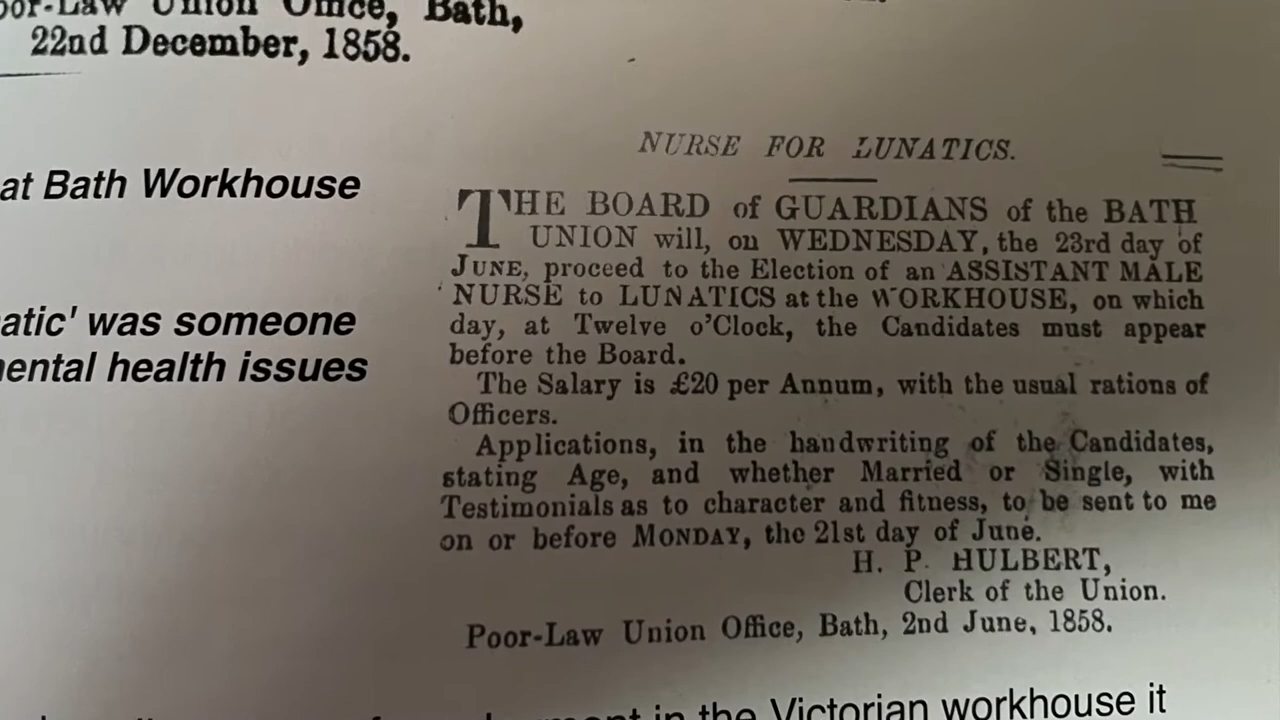 Poor-Law Union Office, Bath,
22nd December, 1858.
at Bath Workhouse
was someone
mental health issues
NURSE FOR LUNATICS.
THE BOARD of GUARDIANS of the BATH
UNION will, on WEDNESDAY, the 23rd day of
JUNE, proceed to the Election of an ASSISTANT MALE
NURSE to LUNATICS at the WORKHOUSE, on which
day, at Twelve o'Clock, the Candidates must appear
before the Board.
The Salary is £20 per Annum, with the usual rations of
Officers.
Applications, in the handwriting of the Candidates,
stating Age, and whether Married or Single, with
Testimonials as to character and fitness, to be sent to me
on or before MONDAY, the 21st day of June.
H. P. HULBERT,
Clerk of the Union.
Poor-Law Union Office, Bath, 2nd June, 1858.
in the Victorian workhouse it